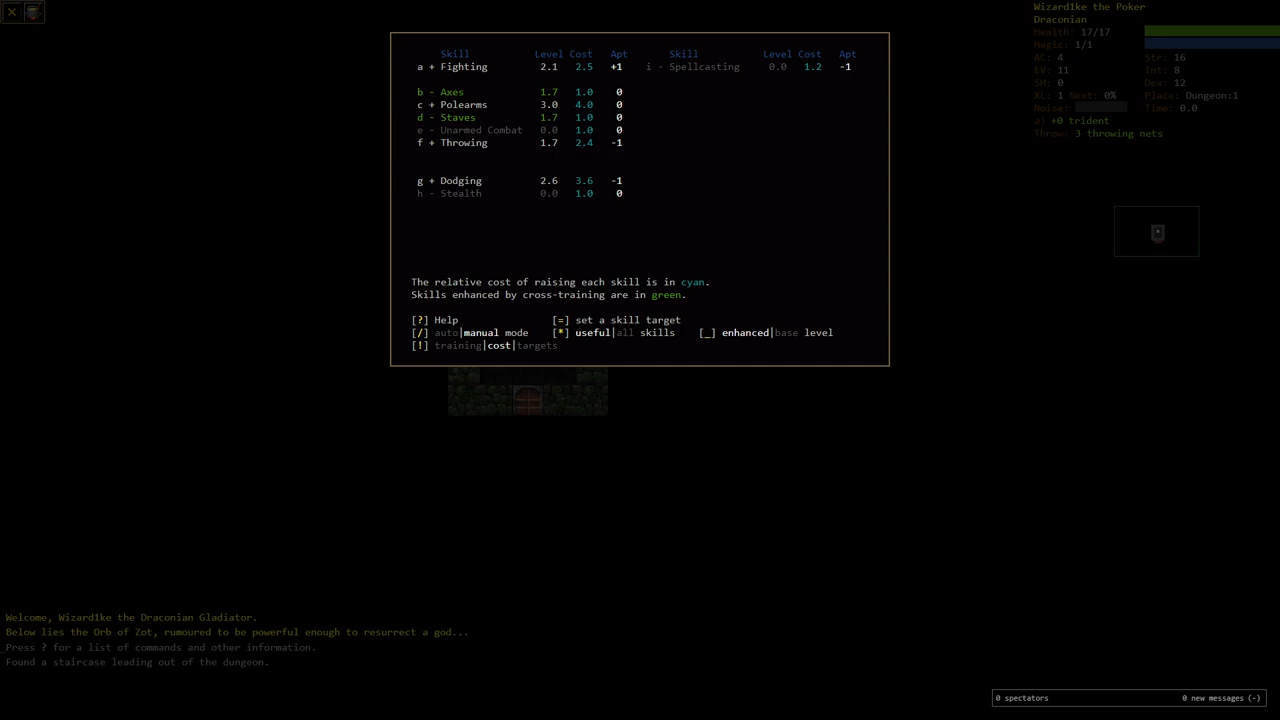 Wizard1ke the Poker
Draconian
Health: 17/17
Magic: 1/1
AC: 4 Str: 16
EV: 11 Int: 8
SH: 0 Dex: 12
XL: 1 Next: 0% Place: Dungeon:1
Noise: Time: 0.0
a) +0 trident
Throw: 3 throwing nets
Skill Level Cost Apt Skill Level Cost Apt
a + Fighting 2.1 2.5 +1 i - Spellcasting 0.0 1.2 -1
b - Axes 1.7 1.0 0
c + Polearms 3.0 4.0 0
d - Staves 1.7 1.0 0
e - Unarmed Combat 0.0 1.0 0
f + Throwing 1.7 2.4 -1
g + Dodging 2.6 3.6 -1
h - Stealth 0.0 1.0 0
The relative cost of raising each skill is in cyan.
Skills enhanced by cross-training are in green.
[?] Help [=] set a skill target
[/] auto|manual mode [*] useful|all skills [_] enhanced|base level
[!] training|cost|targets
Welcome, Wizard1ke the Draconian Gladiator.
Below lies the Orb of Zot, rumoured to be powerful enough to resurrect a god...
_Press ? for a list of commands and other information.
Found a staircase leading out of the dungeon.
0 spectators 0 new messages (-)